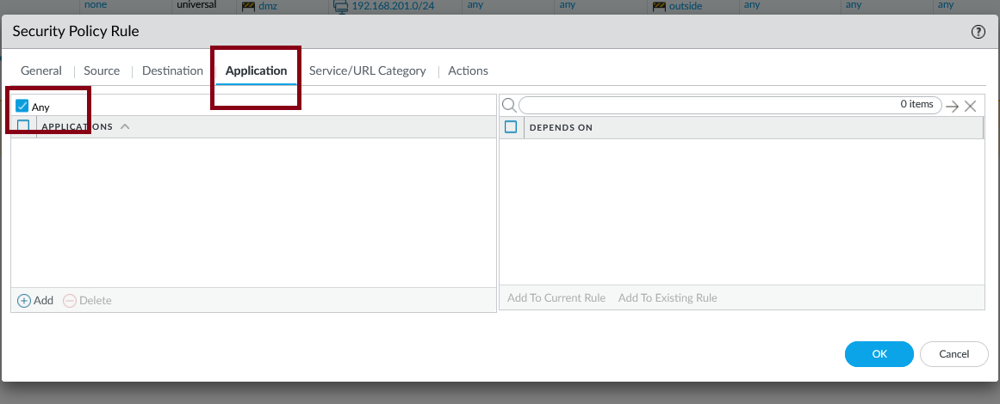 none universal dmz 192.168.201.0/24 any any outside any any any
Security Policy Rule
General Source Destination Application Service/URL Category Actions
Any
0 items
APPLICATIONS
DEPENDS ON
Add Delete
Add To Current Rule Add To Existing Rule
OK Cancel